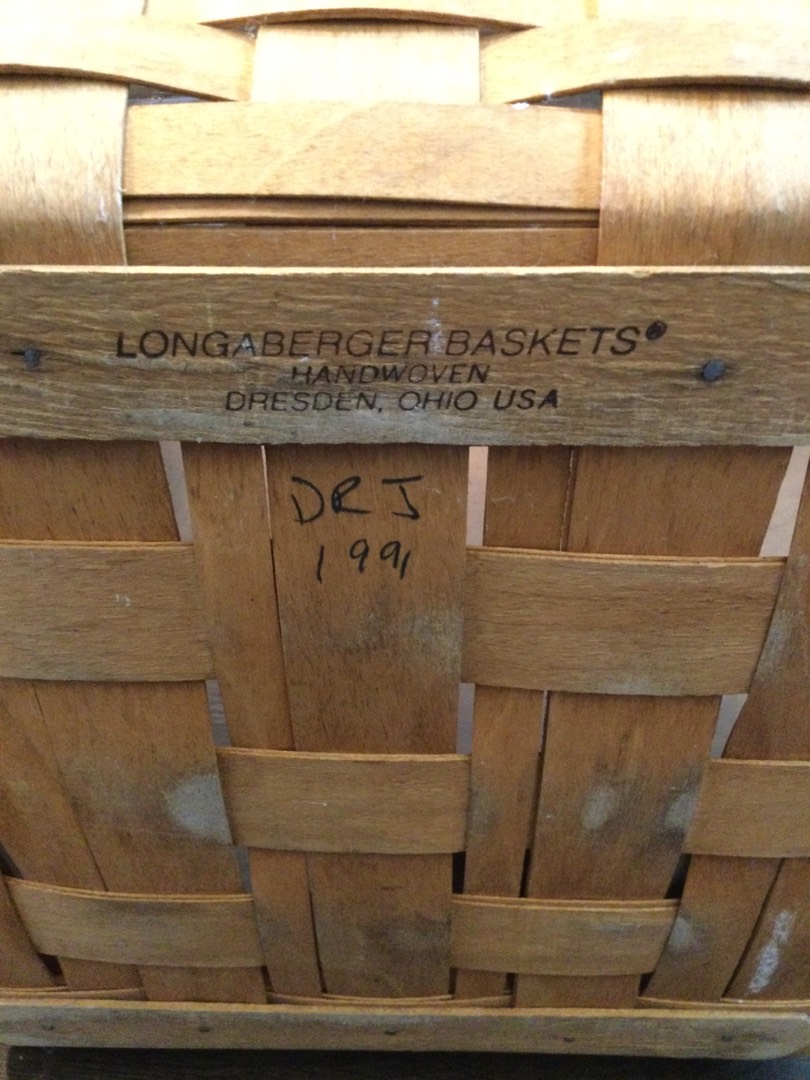 LONGABERGER BASKETS®
HANDWOVEN
DRESDEN, OHIO USA
DRJ
1991